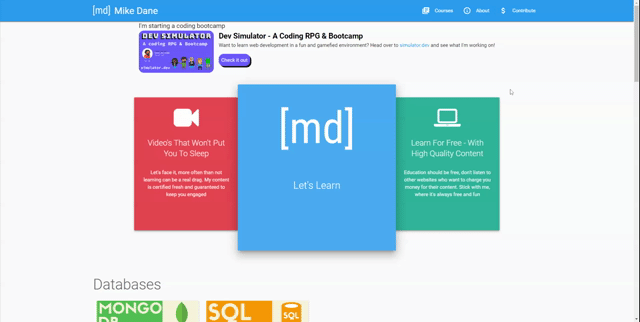 [md] Mike Dane
Courses
About
$ Contribute
I'm starting a coding bootcamp
DEV SIMULATOR
A coding RPG & Bootcamp
simulator.dev
Dev Simulator - A Coding RPG & Bootcamp
Want to learn web development in a fun and gamefied environment? Head over to simulator.dev and see what I'm working on!
Check it out
Video's That Won't Put
You To Sleep
Let's face it, more often then not
learning can be a real drag. My content
is certified fresh and guaranteed to
keep you engaged
[md]
Let's Learn
Learn For Free - With
High Quality Content
Education should be free, don't listen to
other websites who want to charge you
money for their content. Stick with me,
where it's always free and fun
Databases
MONGO
DB
SQL
SQL